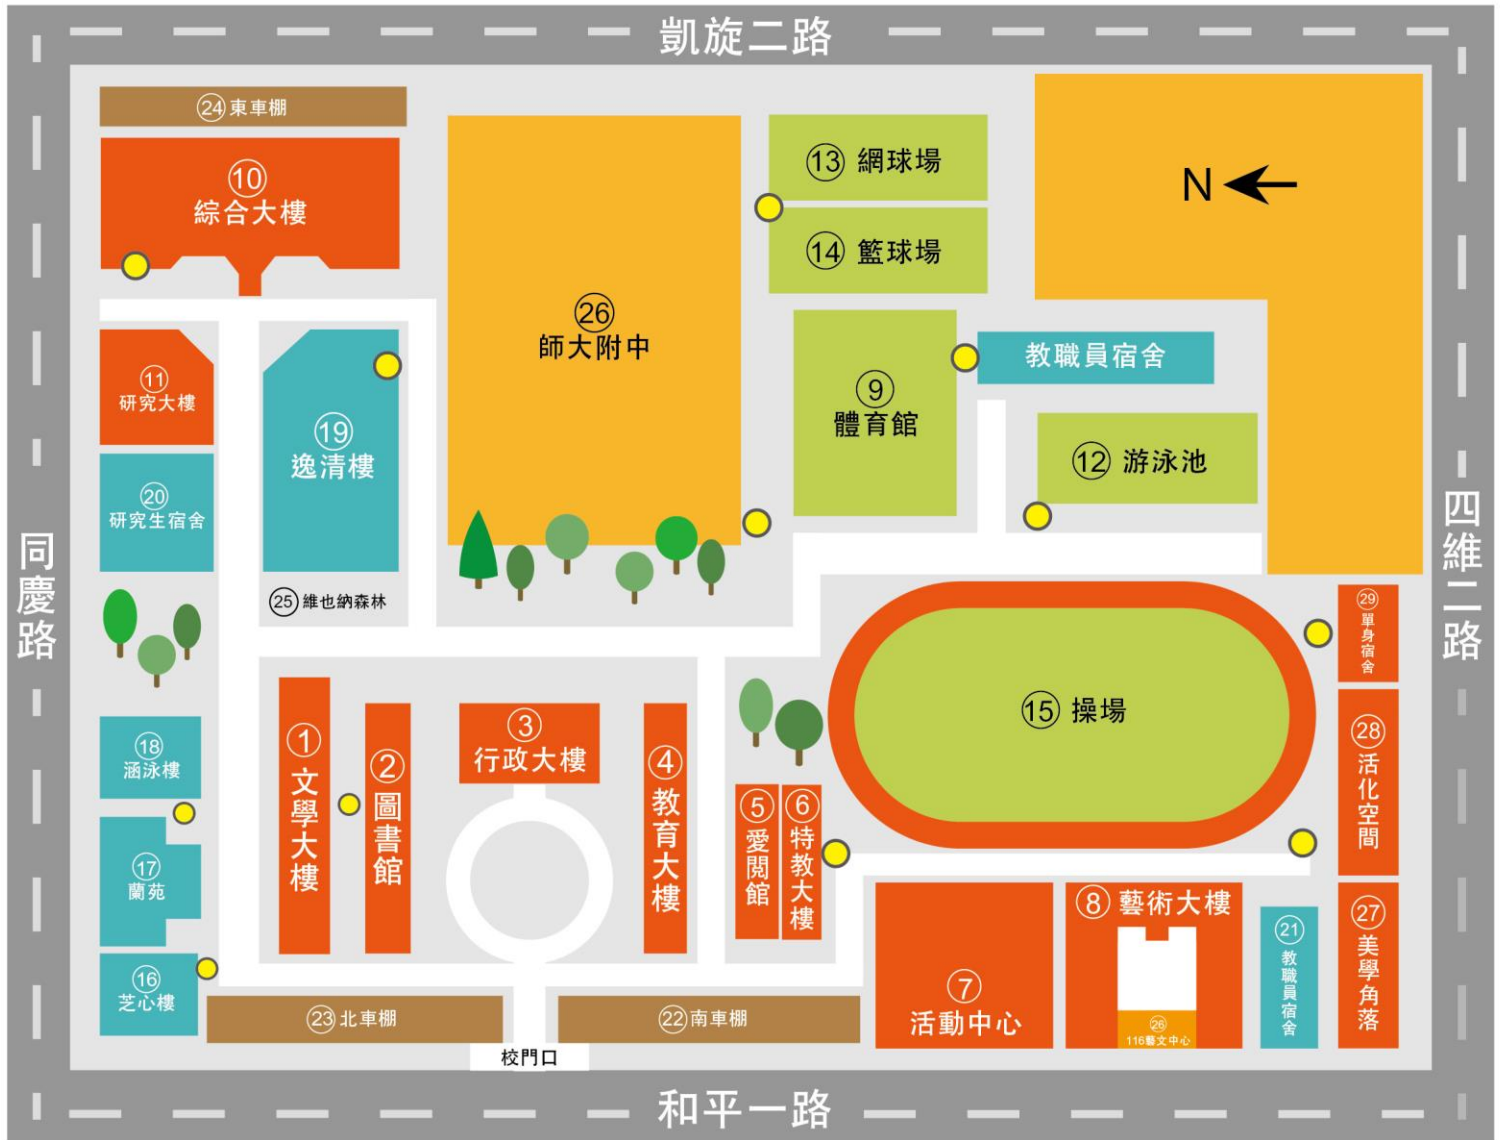 凱旋二路
㉔東車棚
⑩
綜合大樓
⑬ 網球場
⑭ 籃球場
N
㉖
師大附中
教職員宿舍
⑪
研究大樓
⑨
體育館
⑲
逸清樓
⑫ 游泳池
⑳
研究生宿舍
四維二路
同慶路
㉕ 維也納森林
㉙
單身宿舍
⑮ 操場
①
文學大樓
②
圖書館
③
行政大樓
④
教育大樓
⑤
愛閱館
⑥
特教大樓
㉘
活化空間
⑱
涵泳樓
⑰
蘭苑
⑧ 藝術大樓
㉑
教職員宿舍
㉗
美學角落
⑯
芝心樓
⑦
活動中心
㉓北車棚
㉒南車棚
㉖
116藝文中心
校門口
和平一路